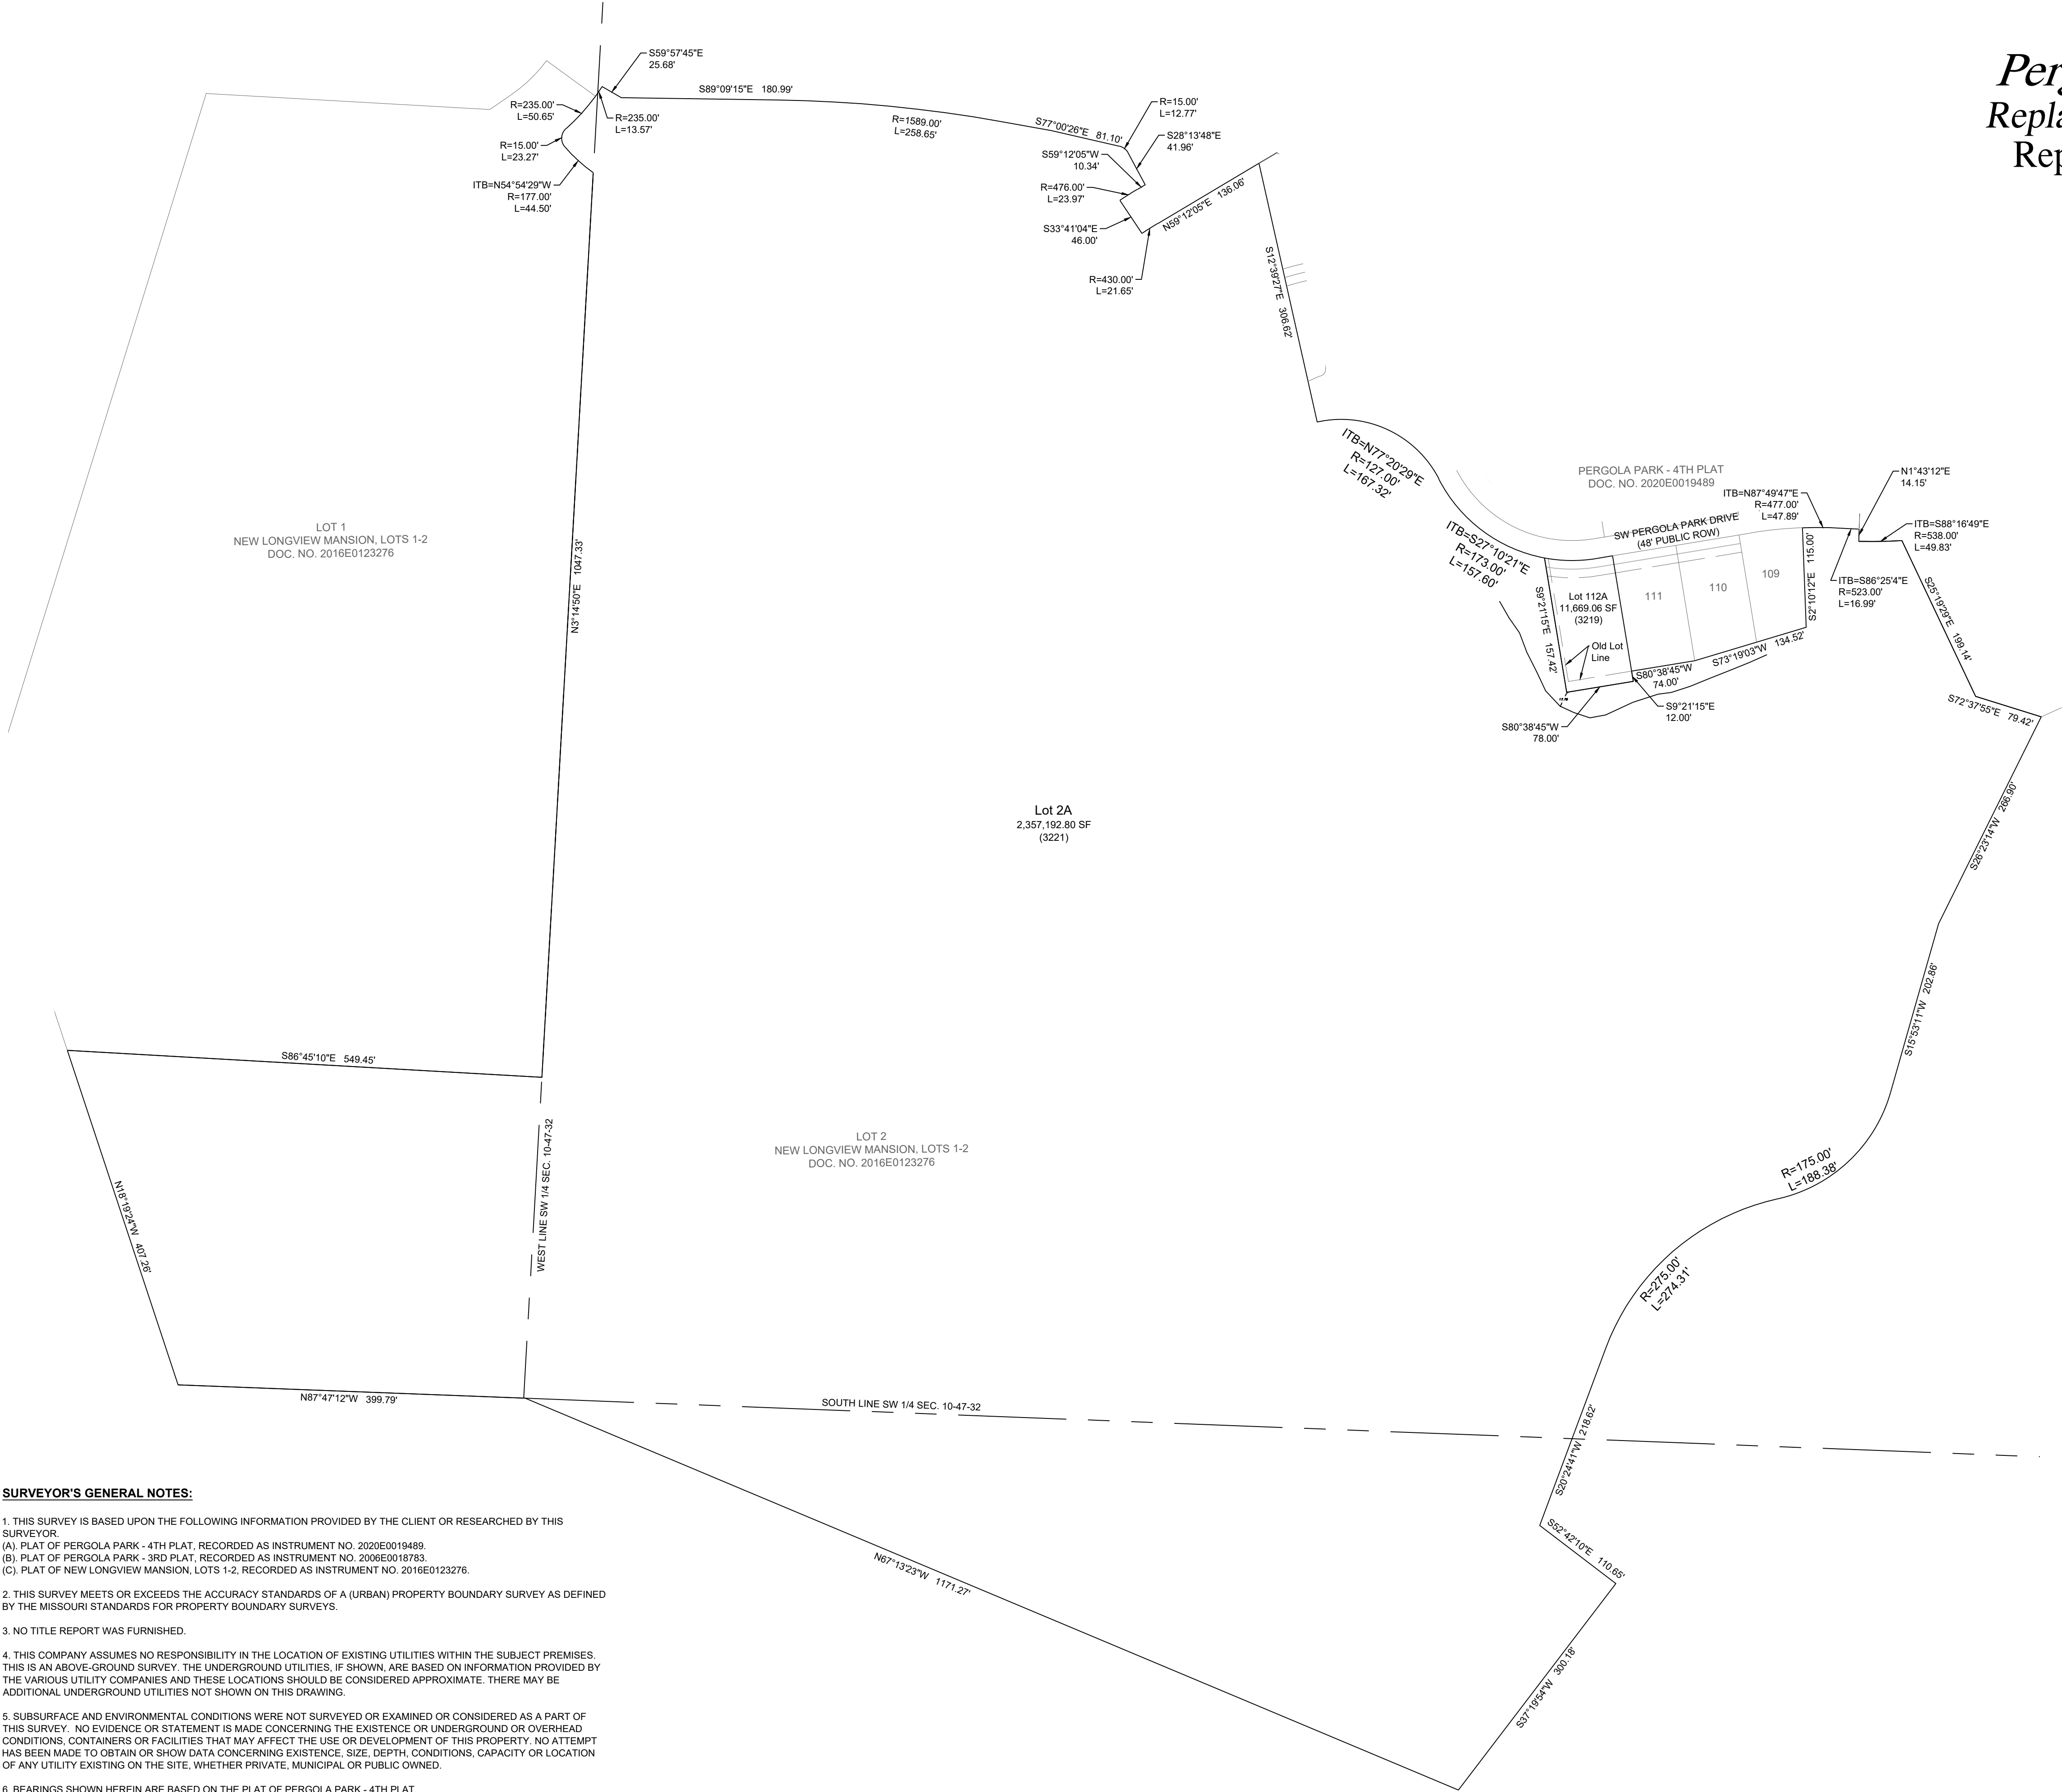 Per
Repla
Rep
S59°57'45"E
25.68'
S89°09'15"E 180.99'
R=235.00'
L=50.65'
R=235.00'
L=13.57'
R=15.00'
L=23.27'
ITB=N54°54'29"W
R=177.00'
L=44.50'
R=1589.00'
L=258.65'
S77°00'26"E 81.10'
R=15.00'
L=12.77'
S28°13'48"E
41.96'
S59°12'05"W
10.34'
R=476.00'
L=23.97'
S33°41'04"E
46.00'
N59°12'05"E 136.06'
R=430.00'
L=21.65'
S12°39'27"E 306.62'
ITB=N77°20'29"E
R=127.00'
L=167.32'
PERGOLA PARK - 4TH PLAT
DOC. NO. 2020E0019489
N1°43'12"E
14.15'
ITB=N87°49'47"E
R=477.00'
L=47.89'
ITB=S88°16'49"E
R=538.00'
L=49.83'
SW PERGOLA PARK DRIVE
(48' PUBLIC ROW)
ITB=S27°10'21"E
R=173.00'
L=157.60'
LOT 1
NEW LONGVIEW MANSION, LOTS 1-2
DOC. NO. 2016E0123276
N3°14'50"E 1047.33'
S9°21'15"E 157.42'
Lot 112A
11,669.06 SF
(3219)
111
110
109
S2°10'12"E 115.00'
ITB=S86°25'4"E
R=523.00'
L=16.99'
S25°19'29"E 199.14'
Old Lot
Line
S80°38'45"W
74.00'
S73°19'03"W 134.52'
S9°21'15"E
12.00'
S80°38'45"W
78.00'
S72°37'55"E 79.42'
Lot 2A
2,357,192.80 SF
(3221)
S26°23'14"W 266.90'
S15°53'11"W 202.86'
S86°45'10"E 549.45'
LOT 2
NEW LONGVIEW MANSION, LOTS 1-2
DOC. NO. 2016E0123276
WEST LINE SW 1/4 SEC. 10-47-32
N18°19'24"W 407.26'
R=175.00'
L=188.38'
R=275.00'
L=274.31'
N87°47'12"W 399.79'
SOUTH LINE SW 1/4 SEC. 10-47-32
S20°24'41"W 218.62'
S52°42'10"E 110.65'
N67°13'23"W 1171.27'
S37°19'54"W 300.18'
SURVEYOR'S GENERAL NOTES:
1. THIS SURVEY IS BASED UPON THE FOLLOWING INFORMATION PROVIDED BY THE CLIENT OR RESEARCHED BY THIS
SURVEYOR.
(A). PLAT OF PERGOLA PARK - 4TH PLAT, RECORDED AS INSTRUMENT NO. 2020E0019489.
(B). PLAT OF PERGOLA PARK - 3RD PLAT, RECORDED AS INSTRUMENT NO. 2006E0018783.
(C). PLAT OF NEW LONGVIEW MANSION, LOTS 1-2, RECORDED AS INSTRUMENT NO. 2016E0123276.
2. THIS SURVEY MEETS OR EXCEEDS THE ACCURACY STANDARDS OF A (URBAN) PROPERTY BOUNDARY SURVEY AS DEFINED
BY THE MISSOURI STANDARDS FOR PROPERTY BOUNDARY SURVEYS.
3. NO TITLE REPORT WAS FURNISHED.
4. THIS COMPANY ASSUMES NO RESPONSIBILITY IN THE LOCATION OF EXISTING UTILITIES WITHIN THE SUBJECT PREMISES.
THIS IS AN ABOVE-GROUND SURVEY. THE UNDERGROUND UTILITIES, IF SHOWN, ARE BASED ON INFORMATION PROVIDED BY
THE VARIOUS UTILITY COMPANIES AND THESE LOCATIONS SHOULD BE CONSIDERED APPROXIMATE. THERE MAY BE
ADDITIONAL UNDERGROUND UTILITIES NOT SHOWN ON THIS DRAWING.
5. SUBSURFACE AND ENVIRONMENTAL CONDITIONS WERE NOT SURVEYED OR EXAMINED OR CONSIDERED AS A PART OF
THIS SURVEY. NO EVIDENCE OR STATEMENT IS MADE CONCERNING THE EXISTENCE OR UNDERGROUND OR OVERHEAD
CONDITIONS, CONTAINERS OR FACILITIES THAT MAY AFFECT THE USE OR DEVELOPMENT OF THIS PROPERTY. NO ATTEMPT
HAS BEEN MADE TO OBTAIN OR SHOW DATA CONCERNING EXISTENCE, SIZE, DEPTH, CONDITIONS, CAPACITY OR LOCATION
OF ANY UTILITY EXISTING ON THE SITE, WHETHER PRIVATE, MUNICIPAL OR PUBLIC OWNED.
6. BEARINGS SHOWN HEREIN ARE BASED ON THE PLAT OF PERGOLA PARK - 4TH PLAT